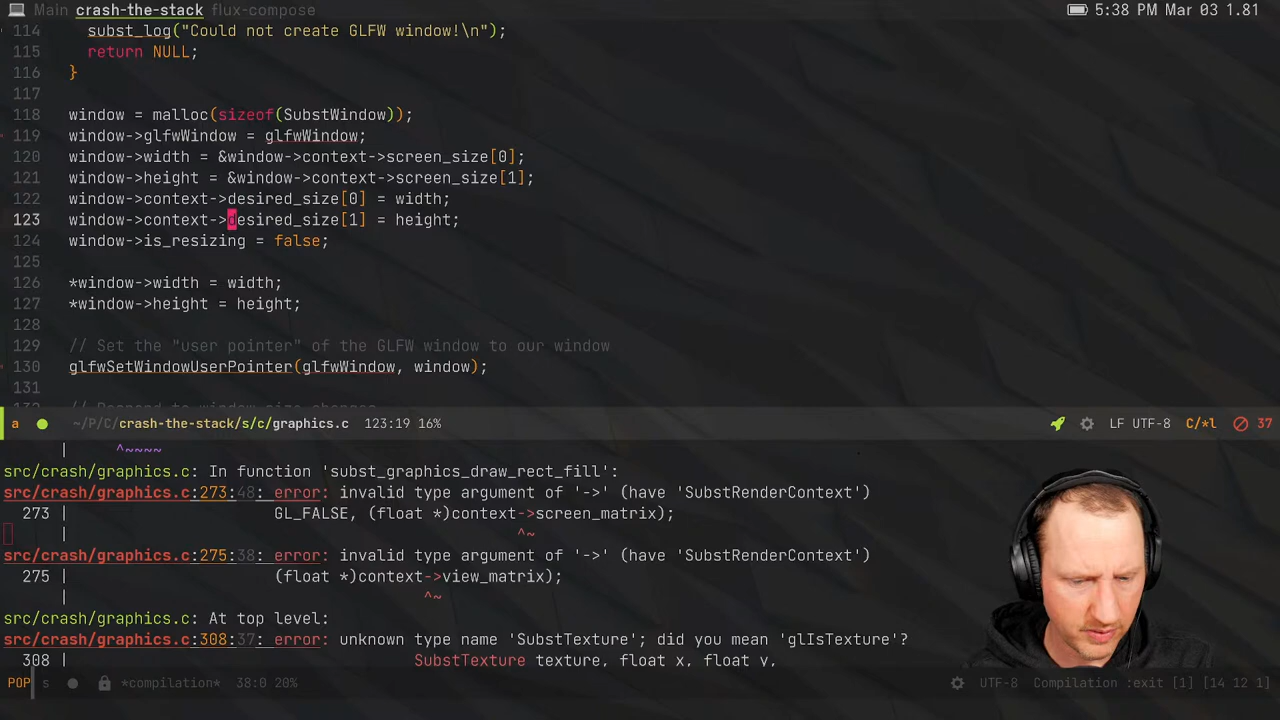 Main crash-the-stack flux-compose
5:38 PM Mar 03 1.81
114 subst_log("Could not create GLFW window!\n");
115 return NULL;
116 }
117
118 window = malloc(sizeof(SubstWindow));
119 window->glfwWindow = glfwWindow;
120 window->width = &window->context->screen_size[0];
121 window->height = &window->context->screen_size[1];
122 window->context->desired_size[0] = width;
123 window->context->desired_size[1] = height;
124 window->is_resizing = false;
125
126 *window->width = width;
127 *window->height = height;
128
129 // Set the "user pointer" of the GLFW window to our window
130 glfwSetWindowUserPointer(glfwWindow, window);
131
a ~/P/C/crash-the-stack/s/c/graphics.c 123:19 16% LF UTF-8 C/*l 37
| ^~~~~
src/crash/graphics.c: In function 'subst_graphics_draw_rect_fill':
src/crash/graphics.c:273:48: error: invalid type argument of '->' (have 'SubstRenderContext')
273 | GL_FALSE, (float *)context->screen_matrix);
| ^~
src/crash/graphics.c:275:38: error: invalid type argument of '->' (have 'SubstRenderContext')
275 | (float *)context->view_matrix);
| ^~
src/crash/graphics.c: At top level:
src/crash/graphics.c:308:37: error: unknown type name 'SubstTexture'; did you mean 'glIsTexture'?
308 | SubstTexture texture, float x, float y,
POP s *compilation* 38:0 20% UTF-8 Compilation :exit [1] [14 12 1]